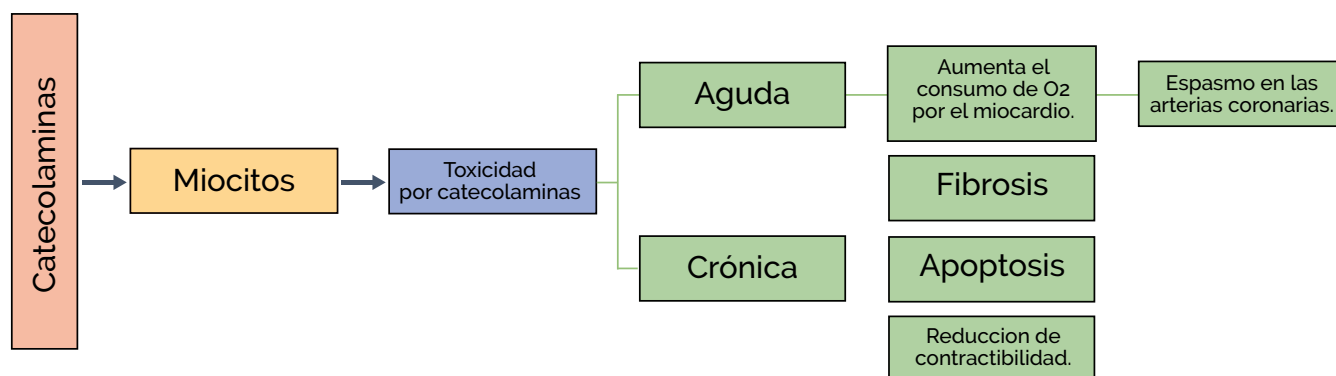 Catecolaminas
Miocitos
Toxicidad
por catecolaminas
Aguda
Aumenta el
consumo de O2
por el miocardio.
Espasmo en las
arterias coronarias.
Crónica
Fibrosis
Apoptosis
Reduccion de
contractibilidad.